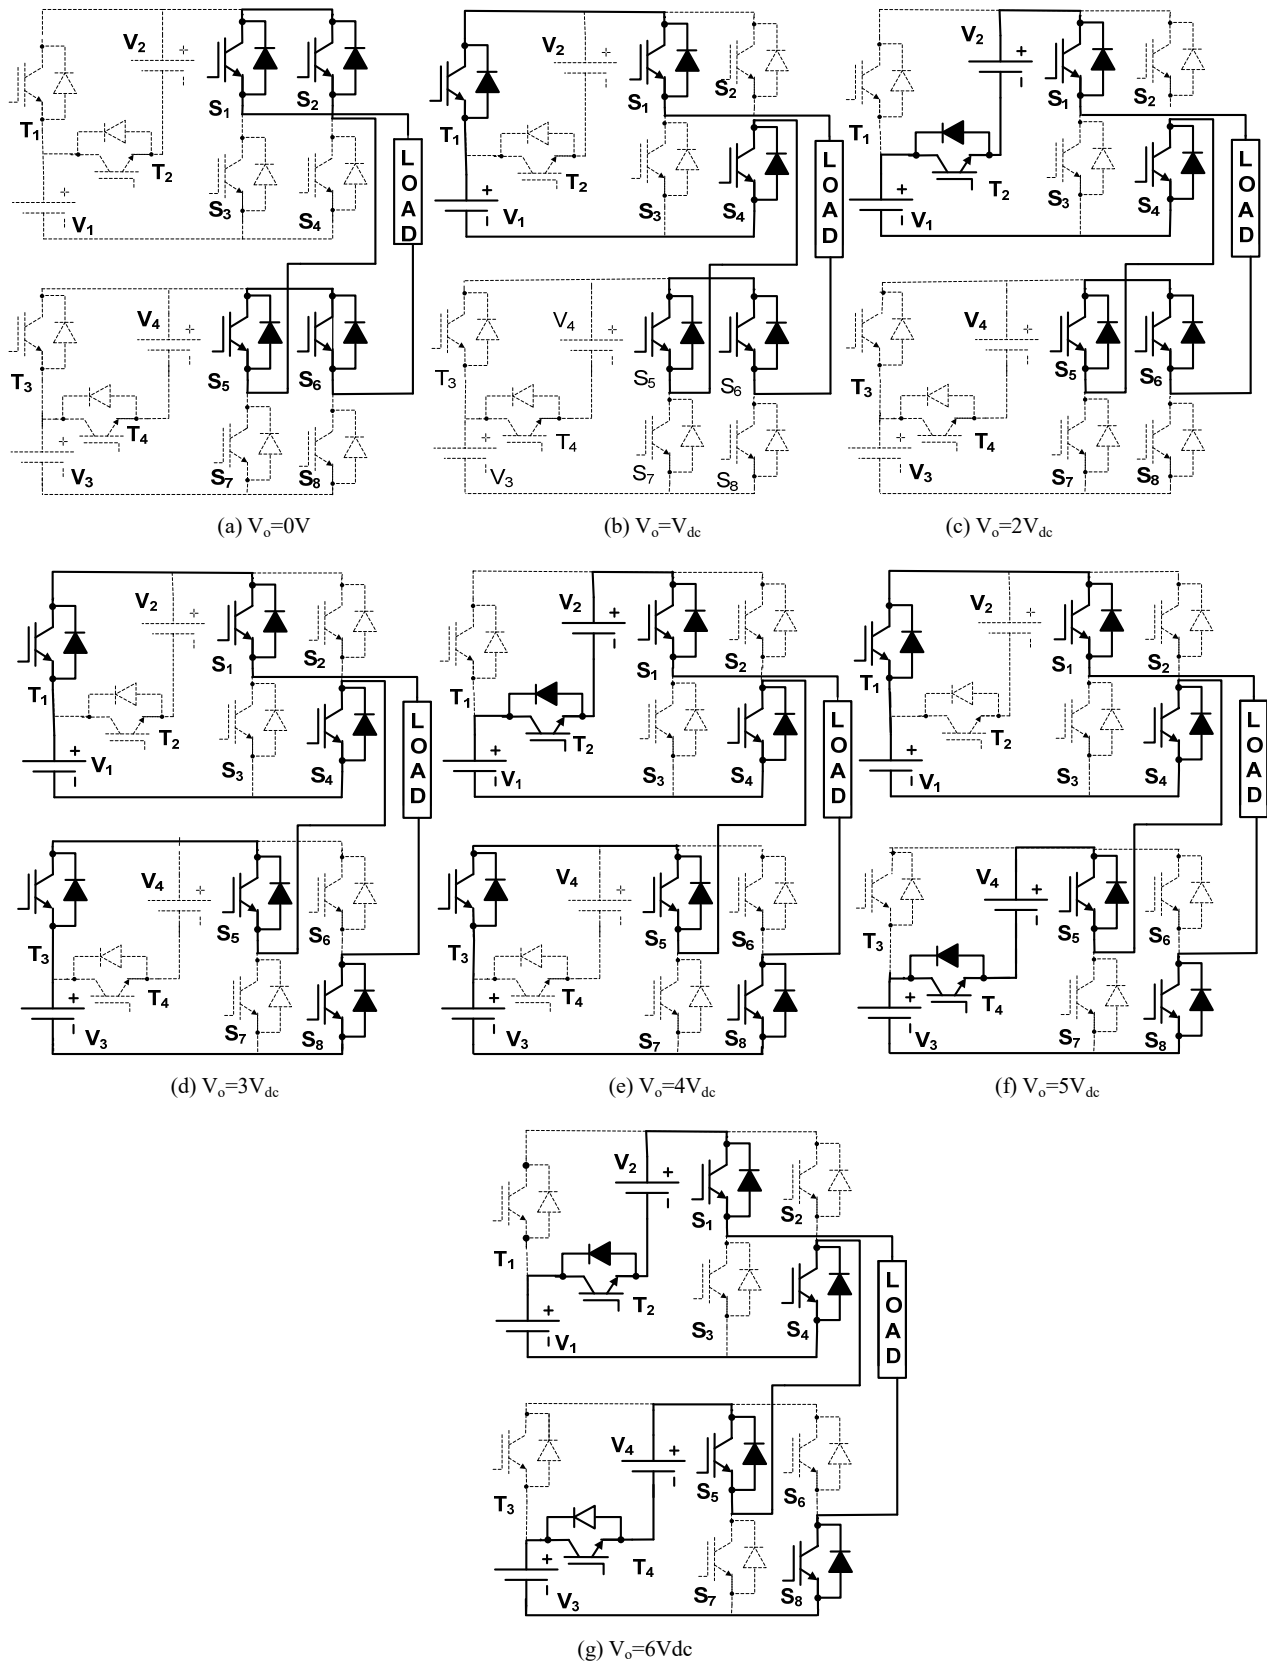 V2 + S1 S2 T1 T2 + V1 - S3 S4 LOAD
V4 + S5 S6 T3 T4 + V3 - S7 S8
V2 + S1 S2 T1 T2 + V1 - S3 S4 LOAD
V4 + S5 S6 T3 T4 + V3 - S7 S8
V2 + - S1 S2 T1 T2 + V1 - S3 S4 LOAD
V4 + S5 S6 T3 T4 + V3 - S7 S8
(a) Vo=0V
(b) Vo=Vdc
(c) Vo=2Vdc
V2 + S1 S2 T1 T2 + V1 - S3 S4 LOAD
V4 + S5 S6 T3 T4 + V3 - S7 S8
V2 + - S1 S2 T1 T2 + V1 - S3 S4 LOAD
V4 + S5 S6 T3 T4 + V3 - S7 S8
V2 + S1 S2 T1 T2 + V1 - S3 S4 LOAD
V4 + - S5 S6 T3 T4 + V3 - S7 S8
(d) Vo=3Vdc
(e) Vo=4Vdc
(f) Vo=5Vdc
V2 + - S1 S2 T1 T2 + V1 - S3 S4 LOAD
V4 + - S5 S6 T3 T4 + V3 - S7 S8
(g) Vo=6Vdc